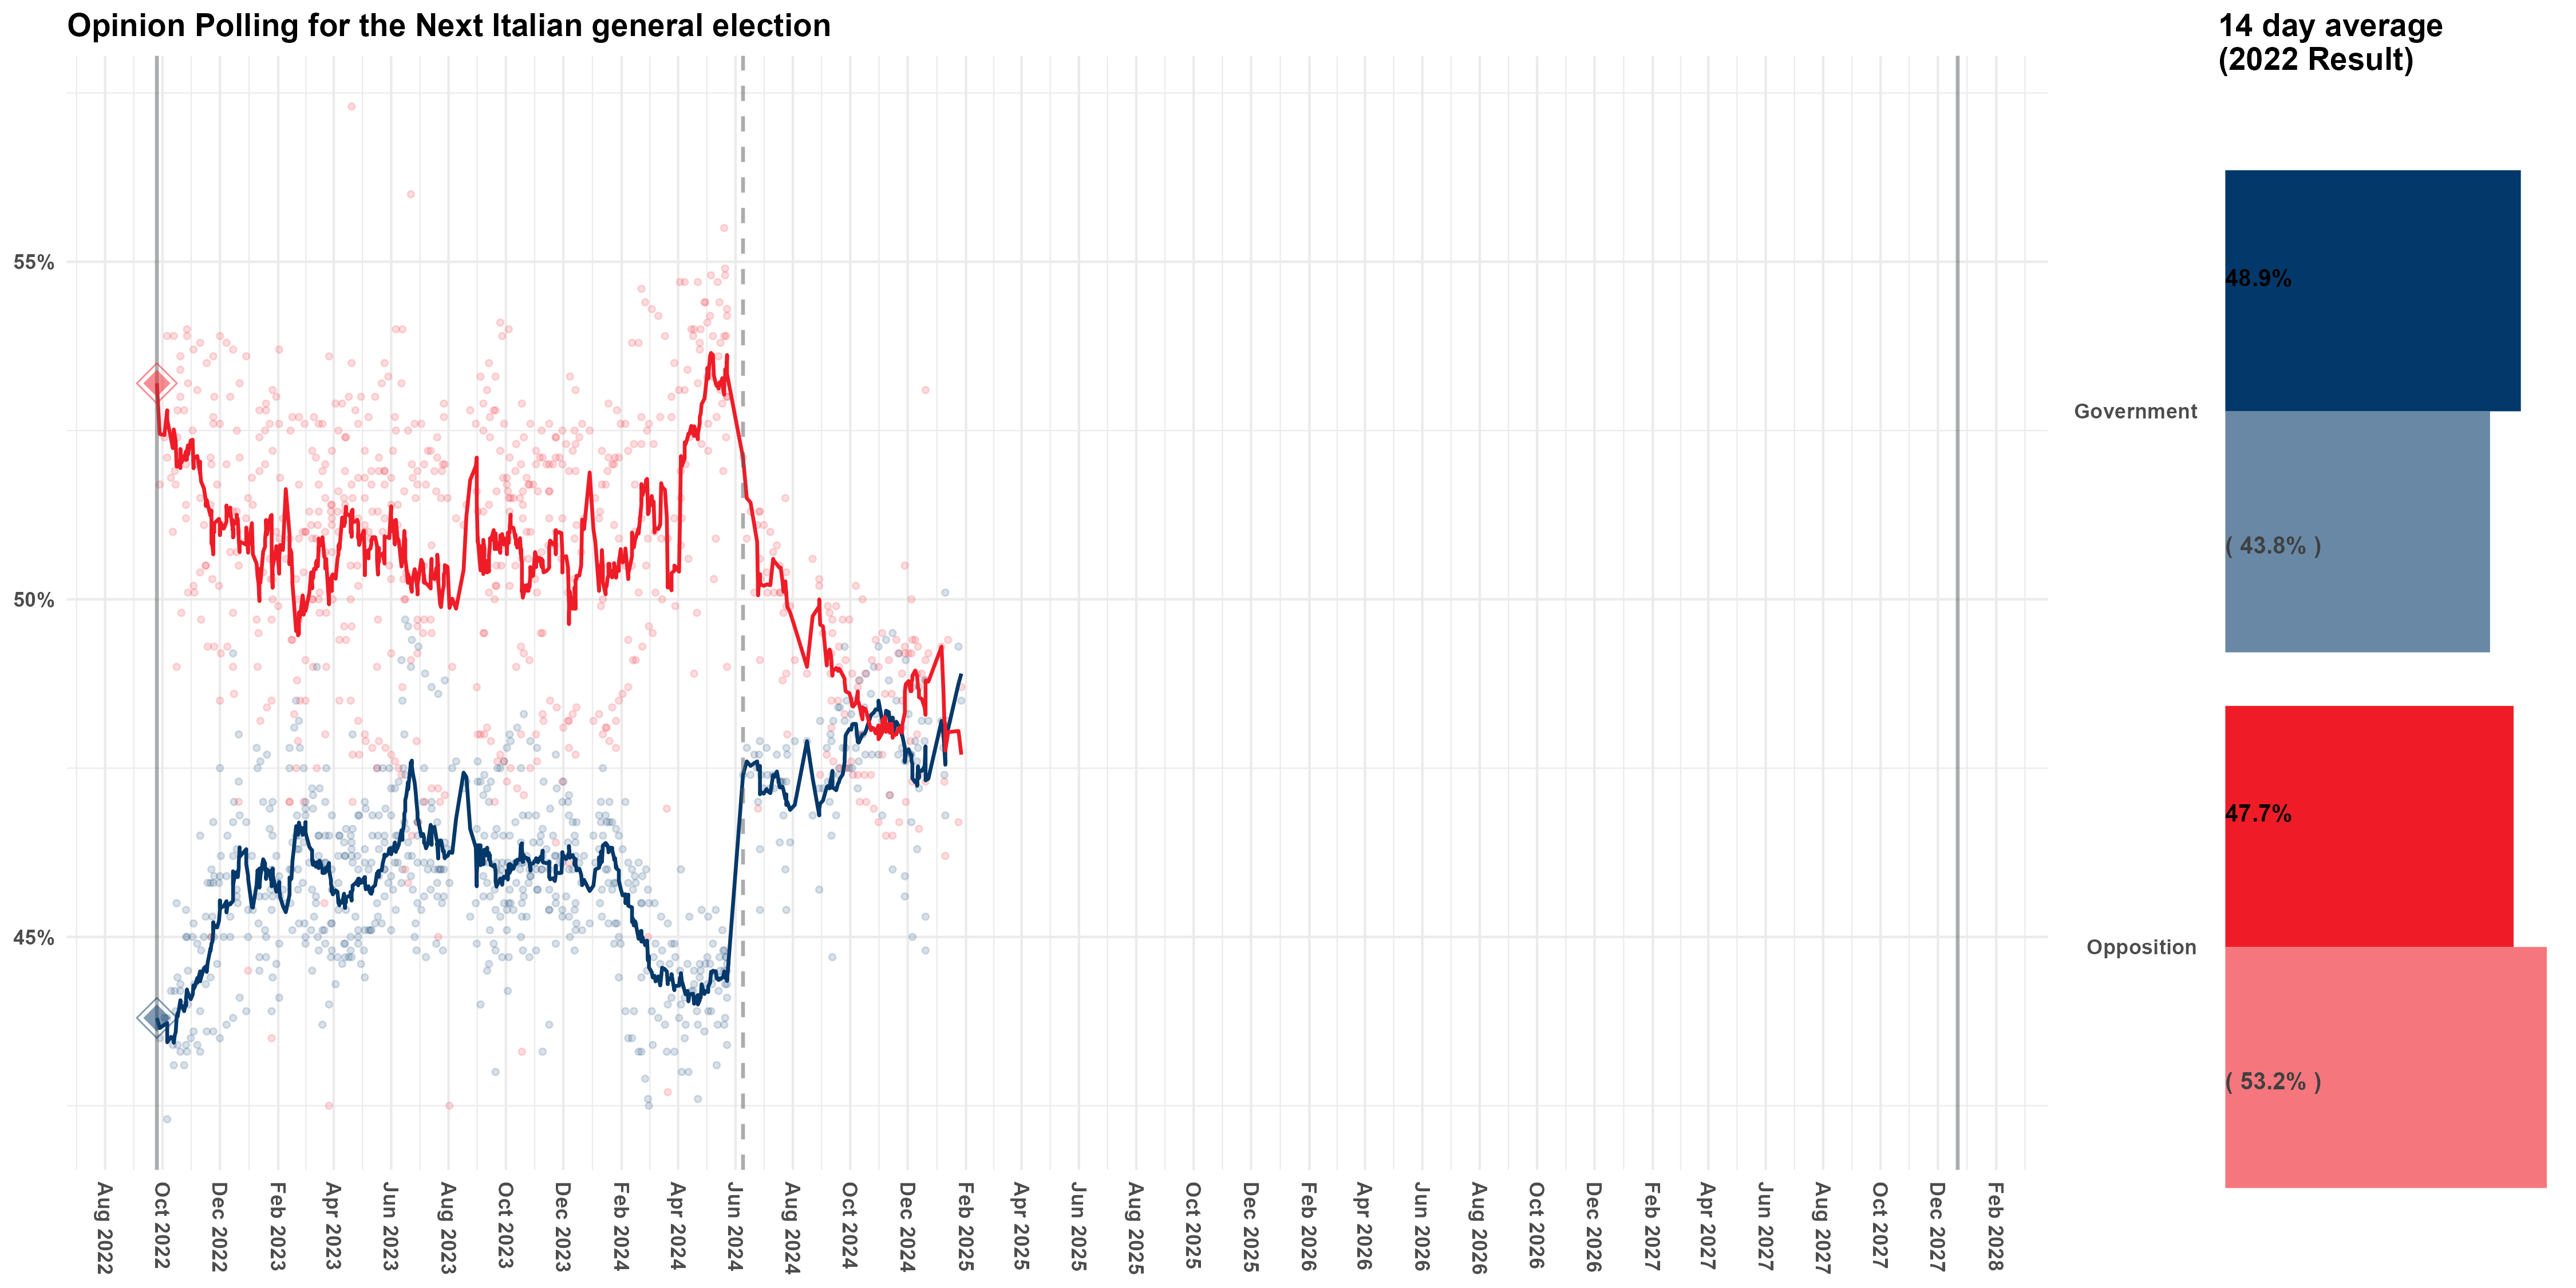 Opinion Polling for the Next Italian general election
14 day average
(2022 Result)
55%
50%
45%
Aug 2022
Oct 2022
Dec 2022
Feb 2023
Apr 2023
Jun 2023
Aug 2023
Oct 2023
Dec 2023
Feb 2024
Apr 2024
Jun 2024
Aug 2024
Oct 2024
Dec 2024
Feb 2025
Apr 2025
Jun 2025
Aug 2025
Oct 2025
Dec 2025
Feb 2026
Apr 2026
Jun 2026
Aug 2026
Oct 2026
Dec 2026
Feb 2027
Apr 2027
Jun 2027
Aug 2027
Oct 2027
Dec 2027
Feb 2028
Government
48.9%
( 43.8% )
Opposition
47.7%
( 53.2% )